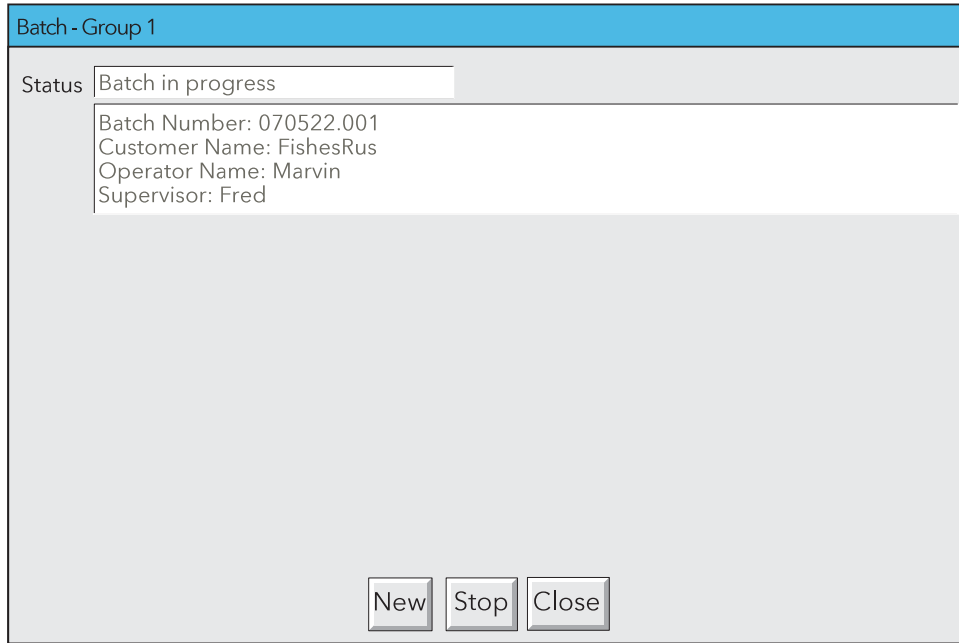 Batch - Group 1
Status Batch in progress
Batch Number: 070522.001
Customer Name: FishesRus
Operator Name: Marvin
Supervisor: Fred
New Stop Close